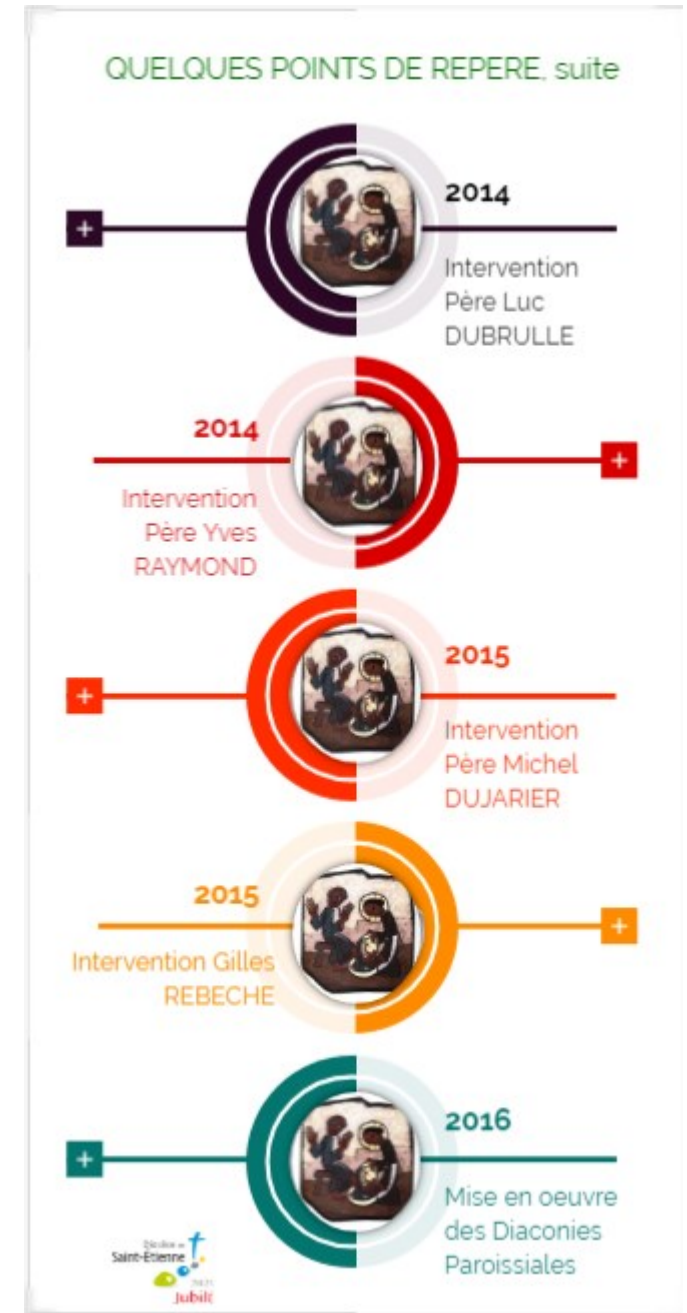 QUELQUES POINTS DE REPERE, suite
2014
Intervention
Père Luc
DUBRULLE
2014
Intervention
Père Yves
RAYMOND
2015
Intervention
Père Michel
DUJARIER
2015
Intervention Gilles
REBECHE
2016
Mise en oeuvre
des Diaconies
Paroissiales
Saint-Etienne
Jubilé